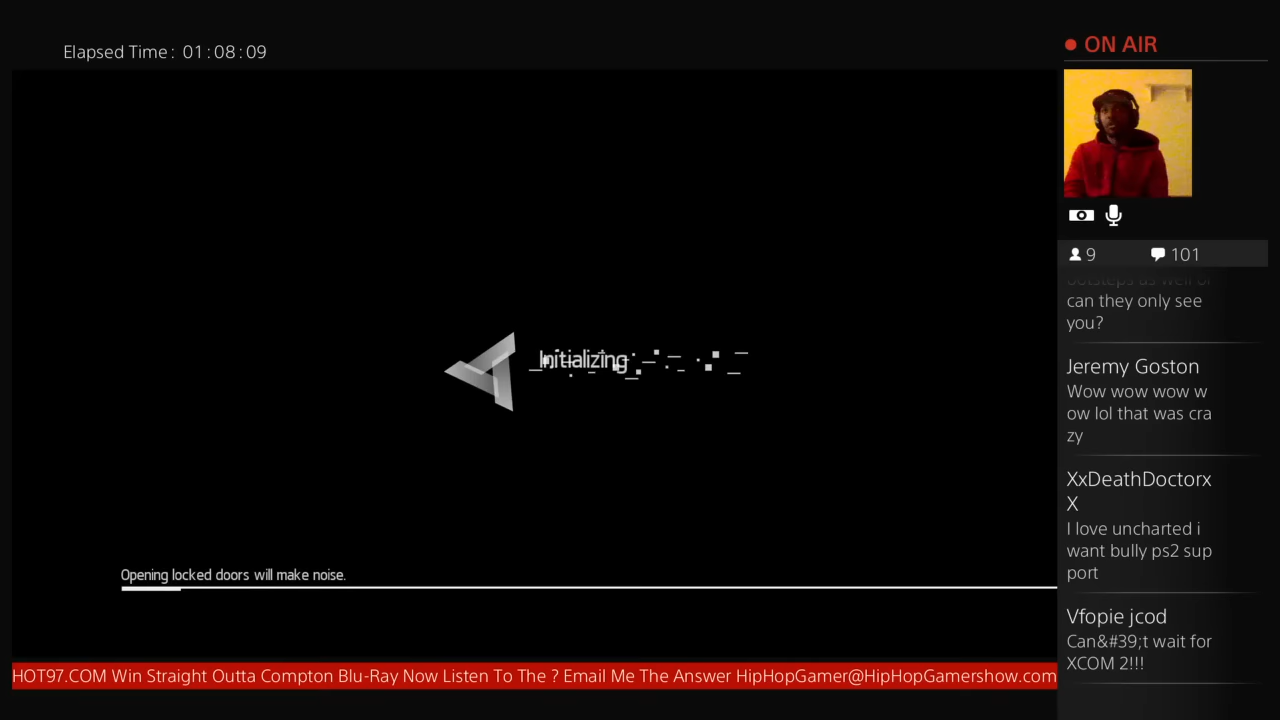 Elapsed Time: 01:08:09
ON AIR
9 101
can they only see
you?
Jeremy Goston
Wow wow wow w
ow lol that was cra
zy
XxDeathDoctorx
X
I love uncharted i
want bully ps2 sup
port
Vfopie jcod
Can&#39;t wait for
XCOM 2!!!
Initializing
Opening locked doors will make noise.
HOT97.COM Win Straight Outta Compton Blu-Ray Now Listen To The ? Email Me The Answer HipHopGamer@HipHopGamershow.com